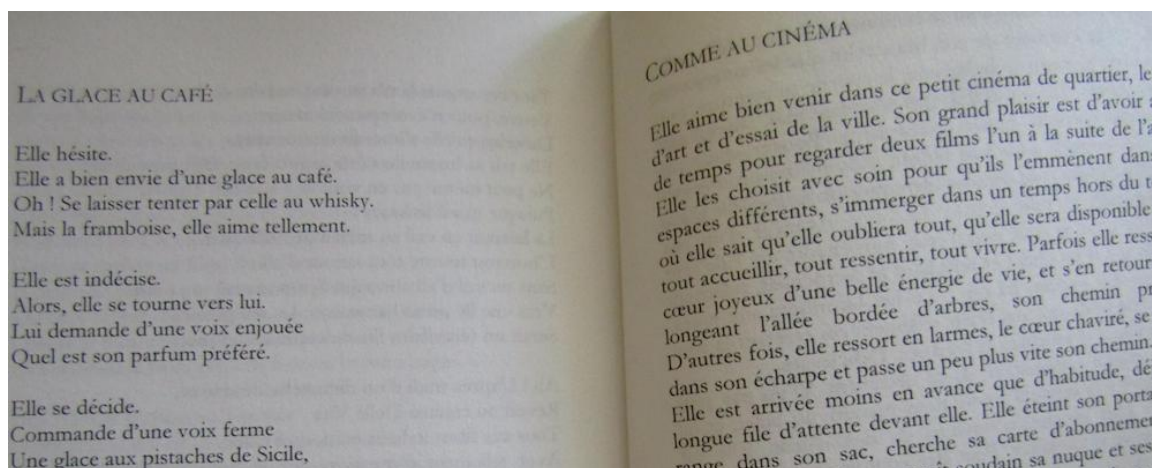 LA GLACE AU CAFÉ
Elle hésite.
Elle a bien envie d'une glace au café.
Oh ! Se laisser tenter par celle au whisky.
Mais la framboise, elle aime tellement.
Elle est indécise.
Alors, elle se tourne vers lui.
Lui demande d'une voix enjouée
Quel est son parfum préféré.
Elle se décide.
Commande d'une voix ferme
Une glace aux pistaches de Sicile,
COMME AU CINÉMA
Elle aime bien venir dans ce petit cinéma de quartier, le
d'art et d'essai de la ville. Son grand plaisir est d'avoir
de temps pour regarder deux films l'un à la suite de
Elle les choisit avec soin pour qu'ils l'emmènent dans
espaces différents, s'immerger dans un temps hors du
où elle sait qu'elle oubliera tout, qu'elle sera disponible
tout accueillir, tout ressentir, tout vivre. Parfois elle
cœur joyeux d'une belle énergie de vie, et s'en
longeant l'allée bordée d'arbres, son chemin
D'autres fois, elle ressort en larmes, le cœur chaviré, se
dans son écharpe et passe un peu plus vite son chemin.
Elle est arrivée moins en avance que d'habitude,
longue file d'attente devant elle. Elle éteint son
dans son sac, cherche sa carte
soudain sa nuque et ses